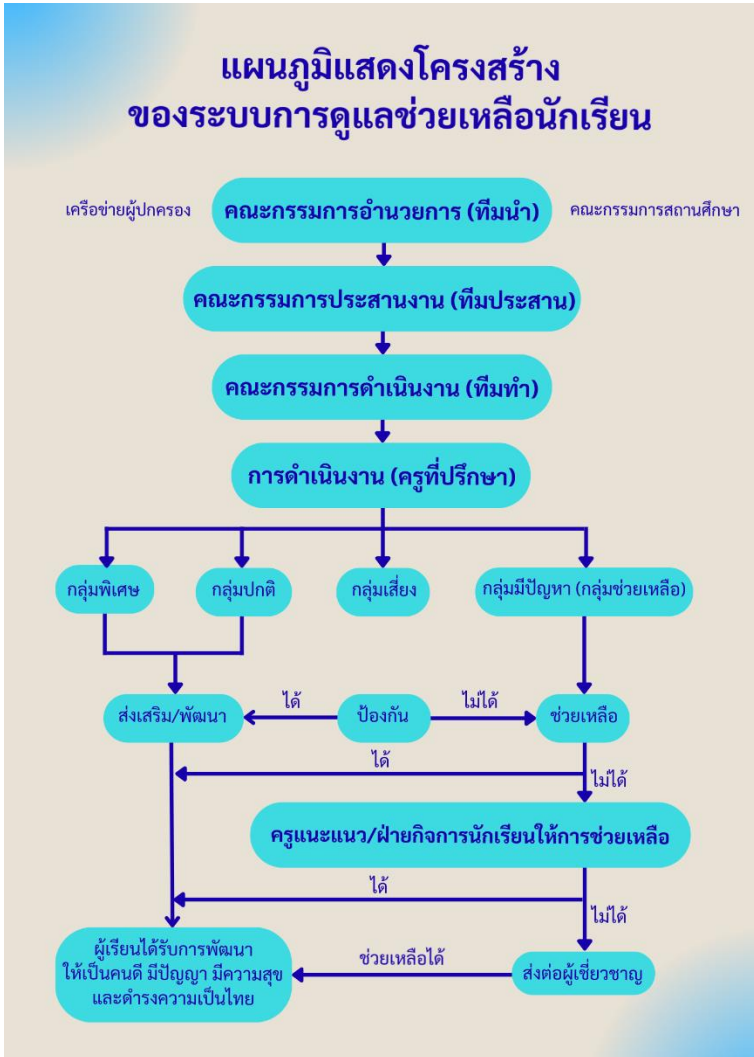 แผนภูมิแสดงโครงสร้าง
ของระบบการดูแลช่วยเหลือนักเรียน
เครือข่ายผู้ปกครอง
คณะกรรมการอำนวยการ (ทีมนำ)
คณะกรรมการสถานศึกษา
คณะกรรมการประสานงาน (ทีมประสาน)
คณะกรรมการดำเนินงาน (ทีมทำ)
การดำเนินงาน (ครูที่ปรึกษา)
กลุ่มพิเศษ
กลุ่มปกติ
กลุ่มเสี่ยง
กลุ่มมีปัญหา (กลุ่มช่วยเหลือ)
ส่งเสริม/พัฒนา
ได้
ป้องกัน
ไม่ได้
ช่วยเหลือ
ได้
ไม่ได้
ครูแนะแนว/ฝ่ายกิจการนักเรียนให้การช่วยเหลือ
ได้
ไม่ได้
ผู้เรียนได้รับการพัฒนา
ให้เป็นคนดี มีปัญญา มีความสุข
และดำรงความเป็นไทย
ช่วยเหลือได้
ส่งต่อผู้เชี่ยวชาญ